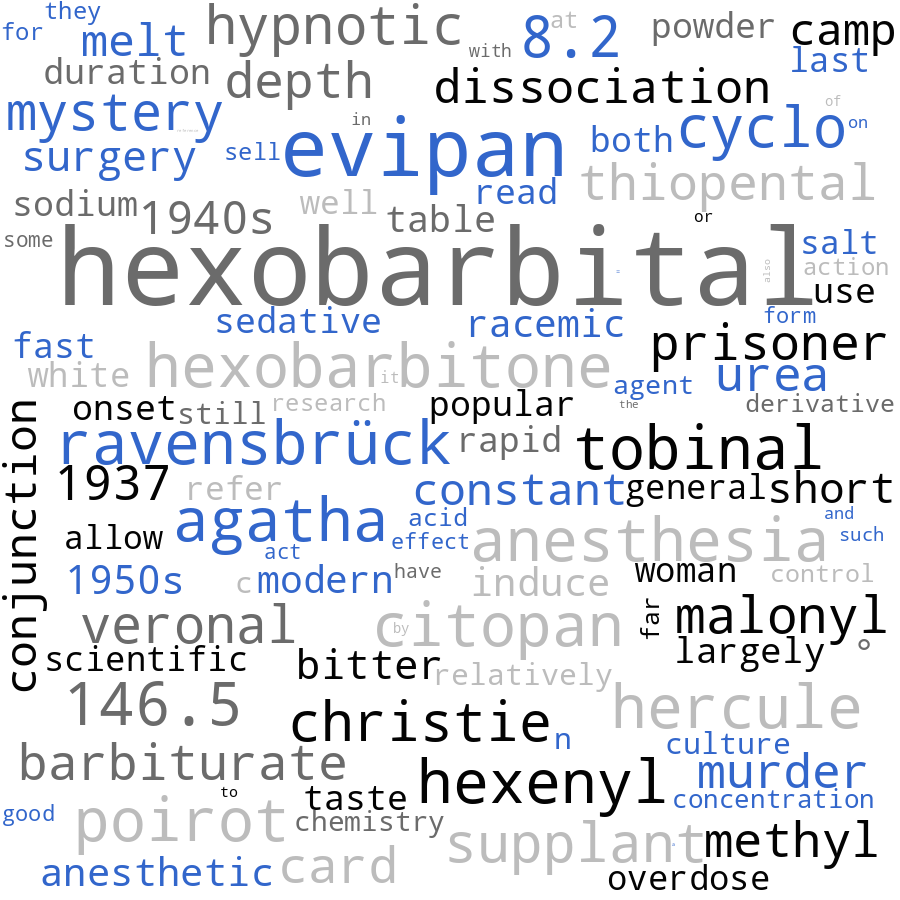 for they melt hypnotic with 8.2 at powder camp
duration depth dissociation last
mystery in of
surgery sell evipan both cyclo on
read thiopental
sodium 1940s well table or
some hexobarbital salt
also action
use
sedative racemic form
fast prisoner
white hexobarbitone it agent urea
onset still research popular the derivative
ravensbrück rapid tobinal
1937 refer constant general short
conjunction agatha acid and
allow effect anesthesia such
act
1950s c modern have induce woman control
veronal by citopan far malonyl
scientific bitter relatively largely °
146.5 christie hercule
n culture
barbiturate hexenyl murder
to taste concentration
good poirot chemistry supplant methyl
anesthetic card overdose